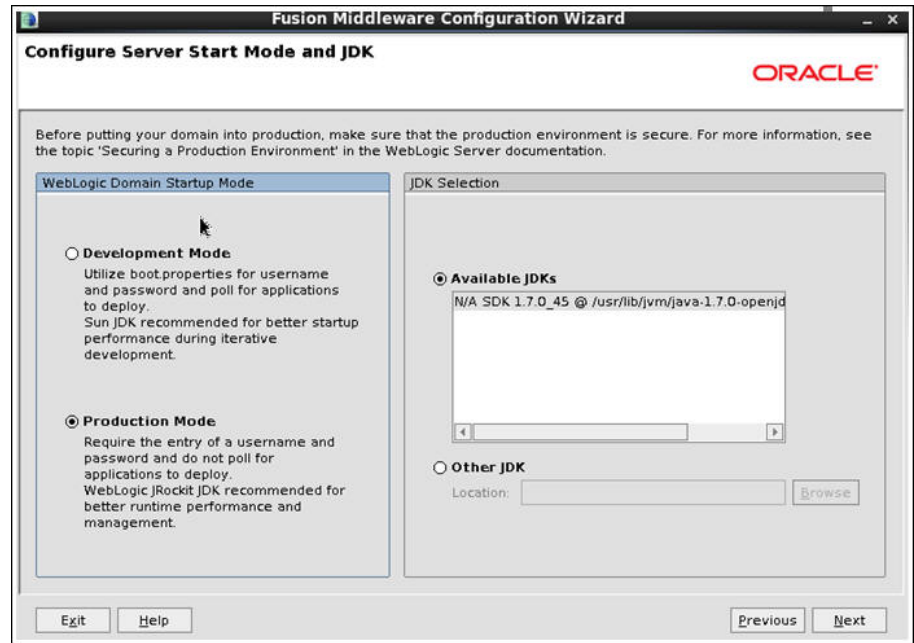 Fusion Middleware Configuration Wizard
Configure Server Start Mode and JDK
ORACLE
Before putting your domain into production, make sure that the production environment is secure. For more information, see
the topic 'Securing a Production Environment' in the WebLogic Server documentation.
WebLogic Domain Startup Mode
Development Mode
Utilize boot.properties for username
and password and poll for applications
to deploy.
Sun JDK recommended for better startup
performance during iterative
development.
Production Mode
Require the entry of a username and
password and do not poll for
applications to deploy.
WebLogic JRockit JDK recommended for
better runtime performance and
management.
JDK Selection
Available JDKs
N/A SDK 1.7.0_45 @ /usr/lib/jvm/java-1.7.0-openjd
Other JDK
Location:
Browse
Exit
Help
Previous
Next